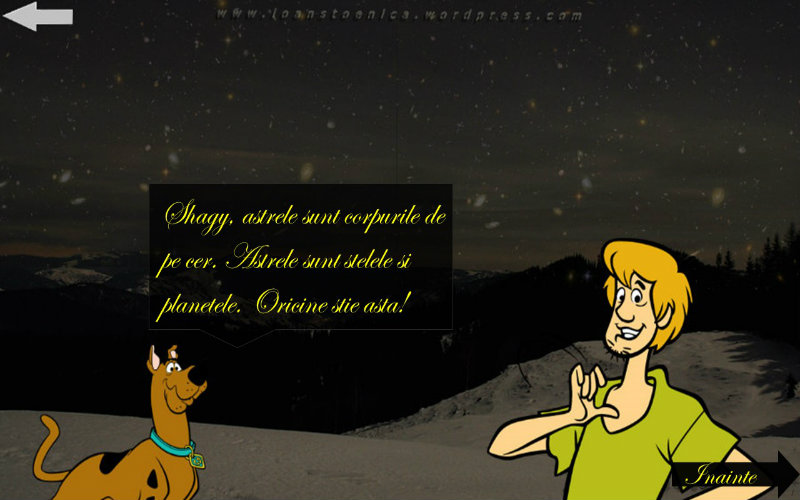 www.ioanstoenica.wordpress.com
Shagy, astrele sunt corpurile de
pe cer. Astrele sunt stelele si
planetele. Oricine stie asta!
Inainte